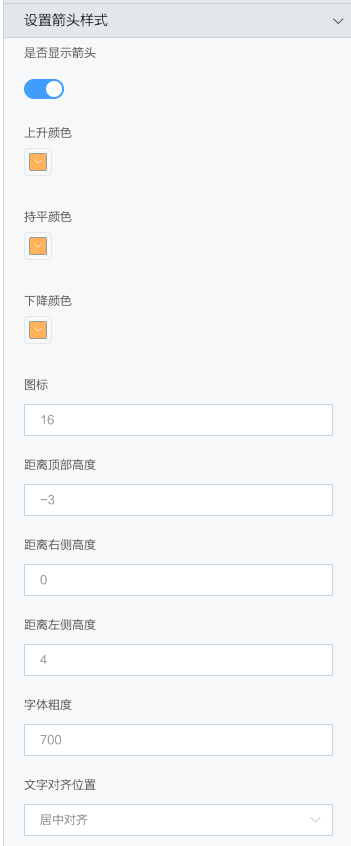 设置箭头样式
是否显示箭头
上升颜色
持平颜色
下降颜色
图标
16
距离顶部高度
-3
距离右侧高度
0
距离左侧高度
4
字体粗度
700
文字对齐位置
居中对齐